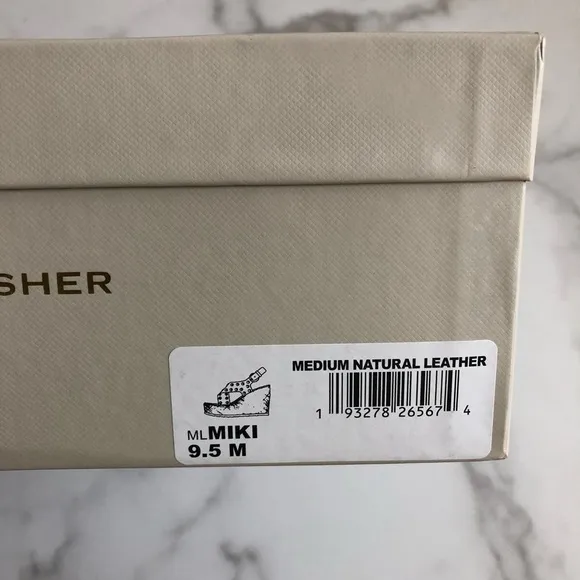 SHER
MEDIUM NATURAL LEATHER
1 93278 26567 4
MLMIKI
9.5 M